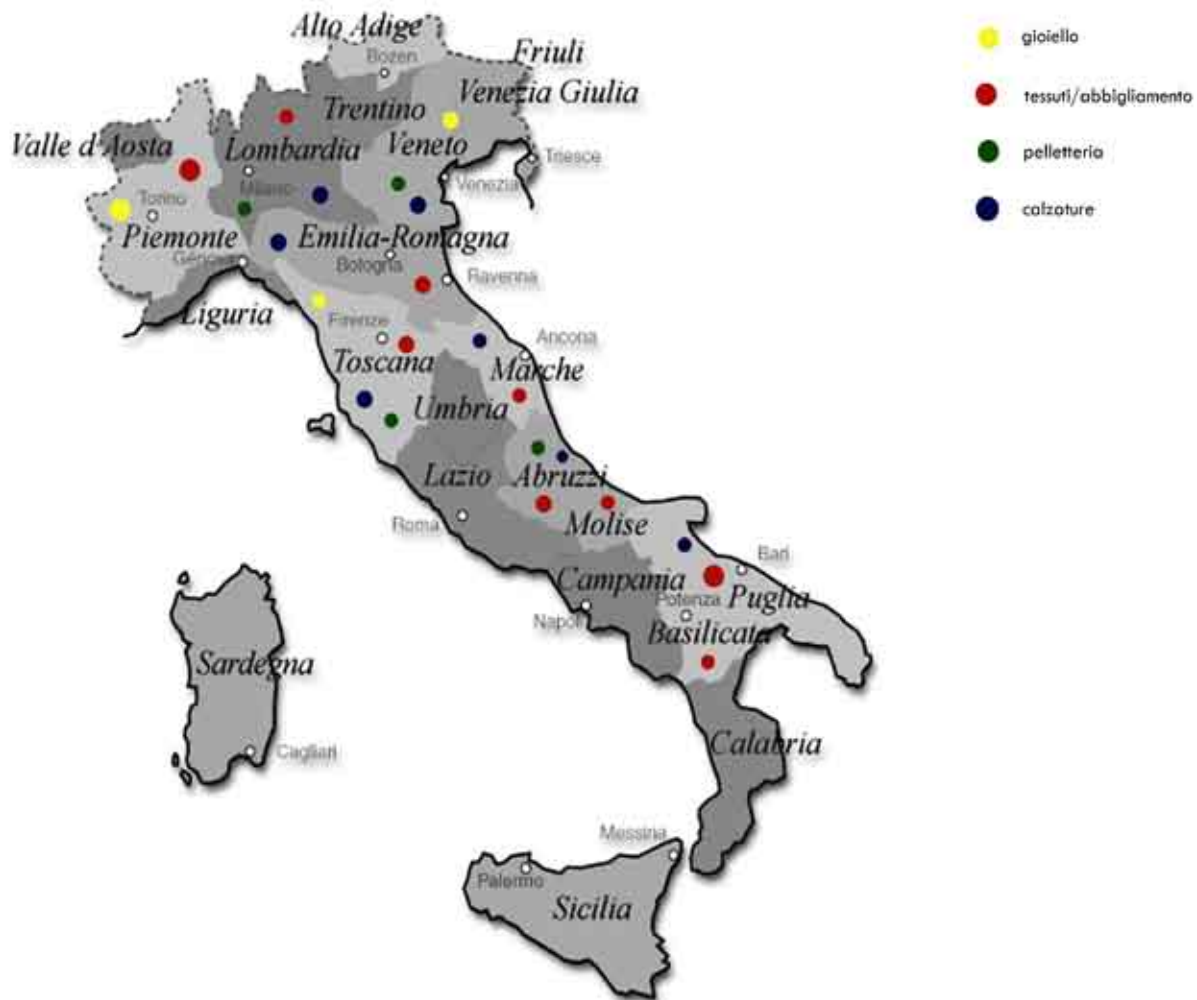 Alto Adige
Bozen
Friuli
Venezia Giulia
Trentino
Valle d'Aosta
Lombardia
Veneto
Triesce
Milano
Venezia
Torino
Piemonte
Emilia-Romagna
Genova
Bologna
Ravenna
Liguria
Firenze
Ancona
Toscana
Marche
Umbria
Lazio
Abruzzi
Roma
Molise
Bari
Campania
Potenza
Puglia
Napoli
Basilicata
Sardegna
Cagliari
Calabria
Messina
Palermo
Sicilia
gioiello
tessuti/abbigliamento
pelletteria
calzature